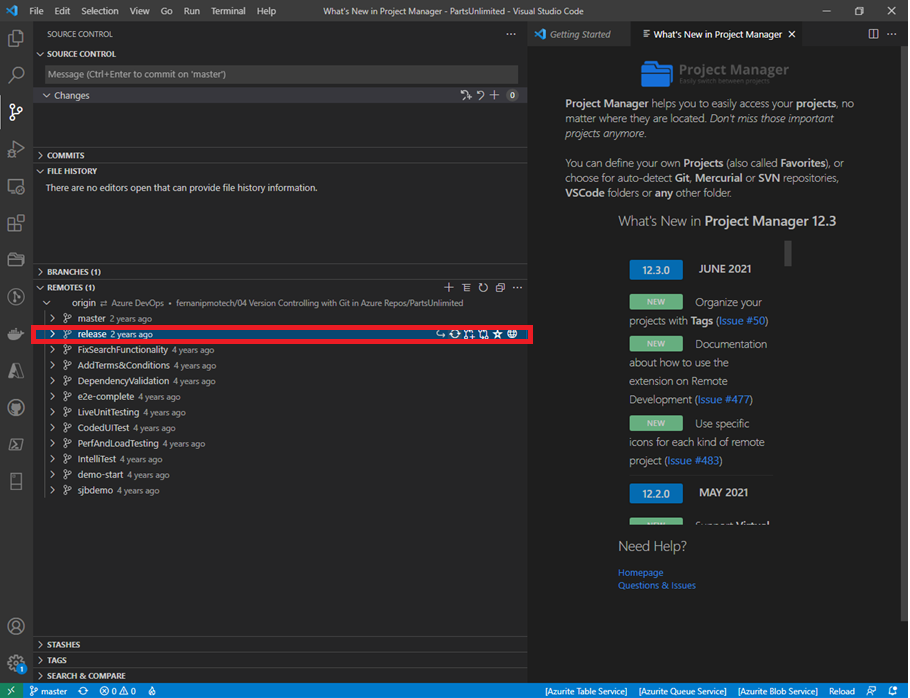 File Edit Selection View Go Run Terminal Help What's New in Project Manager - PartsUnlimited - Visual Studio Code
SOURCE CONTROL
SOURCE CONTROL
Message (Ctrl+Enter to commit on 'master')
Changes 0
COMMITS
FILE HISTORY
There are no editors open that can provide file history information.
BRANCHES (1)
REMOTES (1)
origin Azure DevOps • femanipmotech/04 Version Controlling with Git in Azure Repos/PartsUnlimited
master 2 years ago
release 2 years ago
FixSearchFunctionality 4 years ago
AddTerms&Conditions 4 years ago
DependencyValidation 4 years ago
e2e-complete 4 years ago
LiveUnitTesting 4 years ago
CodedUITest 4 years ago
PerfAndLoadTesting 4 years ago
IntelliTest 4 years ago
demo-start 4 years ago
sjbdemo 4 years ago
STASHES
TAGS
SEARCH & COMPARE
Getting Started What's New in Project Manager
Project Manager
Easily switch between projects
Project Manager helps you to easily access your projects, no
matter where they are located. Don't miss those important
projects anymore.
You can define your own Projects (also called Favorites), or
choose for auto-detect Git, Mercurial or SVN repositories,
VSCode folders or any other folder.
What's New in Project Manager 12.3
12.3.0 JUNE 2021
NEW Organize your
projects with Tags (Issue #50)
NEW Documentation
about how to use the
extension on Remote
Development (Issue #477)
NEW Use specific
icons for each kind of remote
project (Issue #483)
12.2.0 MAY 2021
NEW Support Virtual
Need Help?
Homepage
Questions & Issues
1
master 0 0 [Azurite Table Service] [Azurite Queue Service] [Azurite Blob Service] Reload